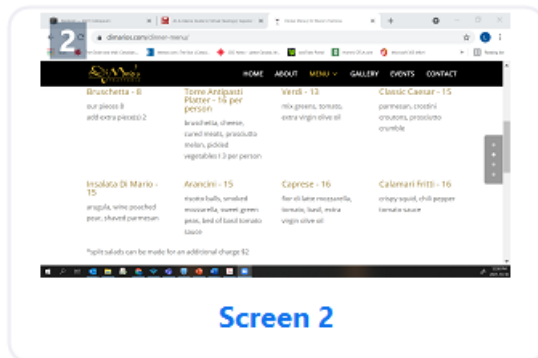 2
dimarios.com/dinner-menu/
Di Mario's
HOME ABOUT MENU GALLERY EVENTS CONTACT
Bruschetta - 8
our pieces 8
add extra piece(s) 2
Torre Antipasti
Platter - 16 per
person
bruschetta, cheese,
cured meats, prosciutto
melon, pickled
vegetables 13 per person
Verdi - 13
mix greens, tomato,
extra virgin olive oil
Classic Caesar - 15
parmesan, crostini
croutons, prosciutto
crumble
Insalata Di Mario -
15
arugula, wine poached
pear, shaved parmesan
Arancini - 15
risotto balls, smoked
mozzarella, sweet green
peas, bed of basil tomato
sauce
Caprese - 16
fior di latte mozzarella,
tomato, basil, extra
virgin olive oil
Calamari Fritti - 16
crispy squid, chili pepper
tomato sauce
*split salads can be made for an additional charge $2
Screen 2